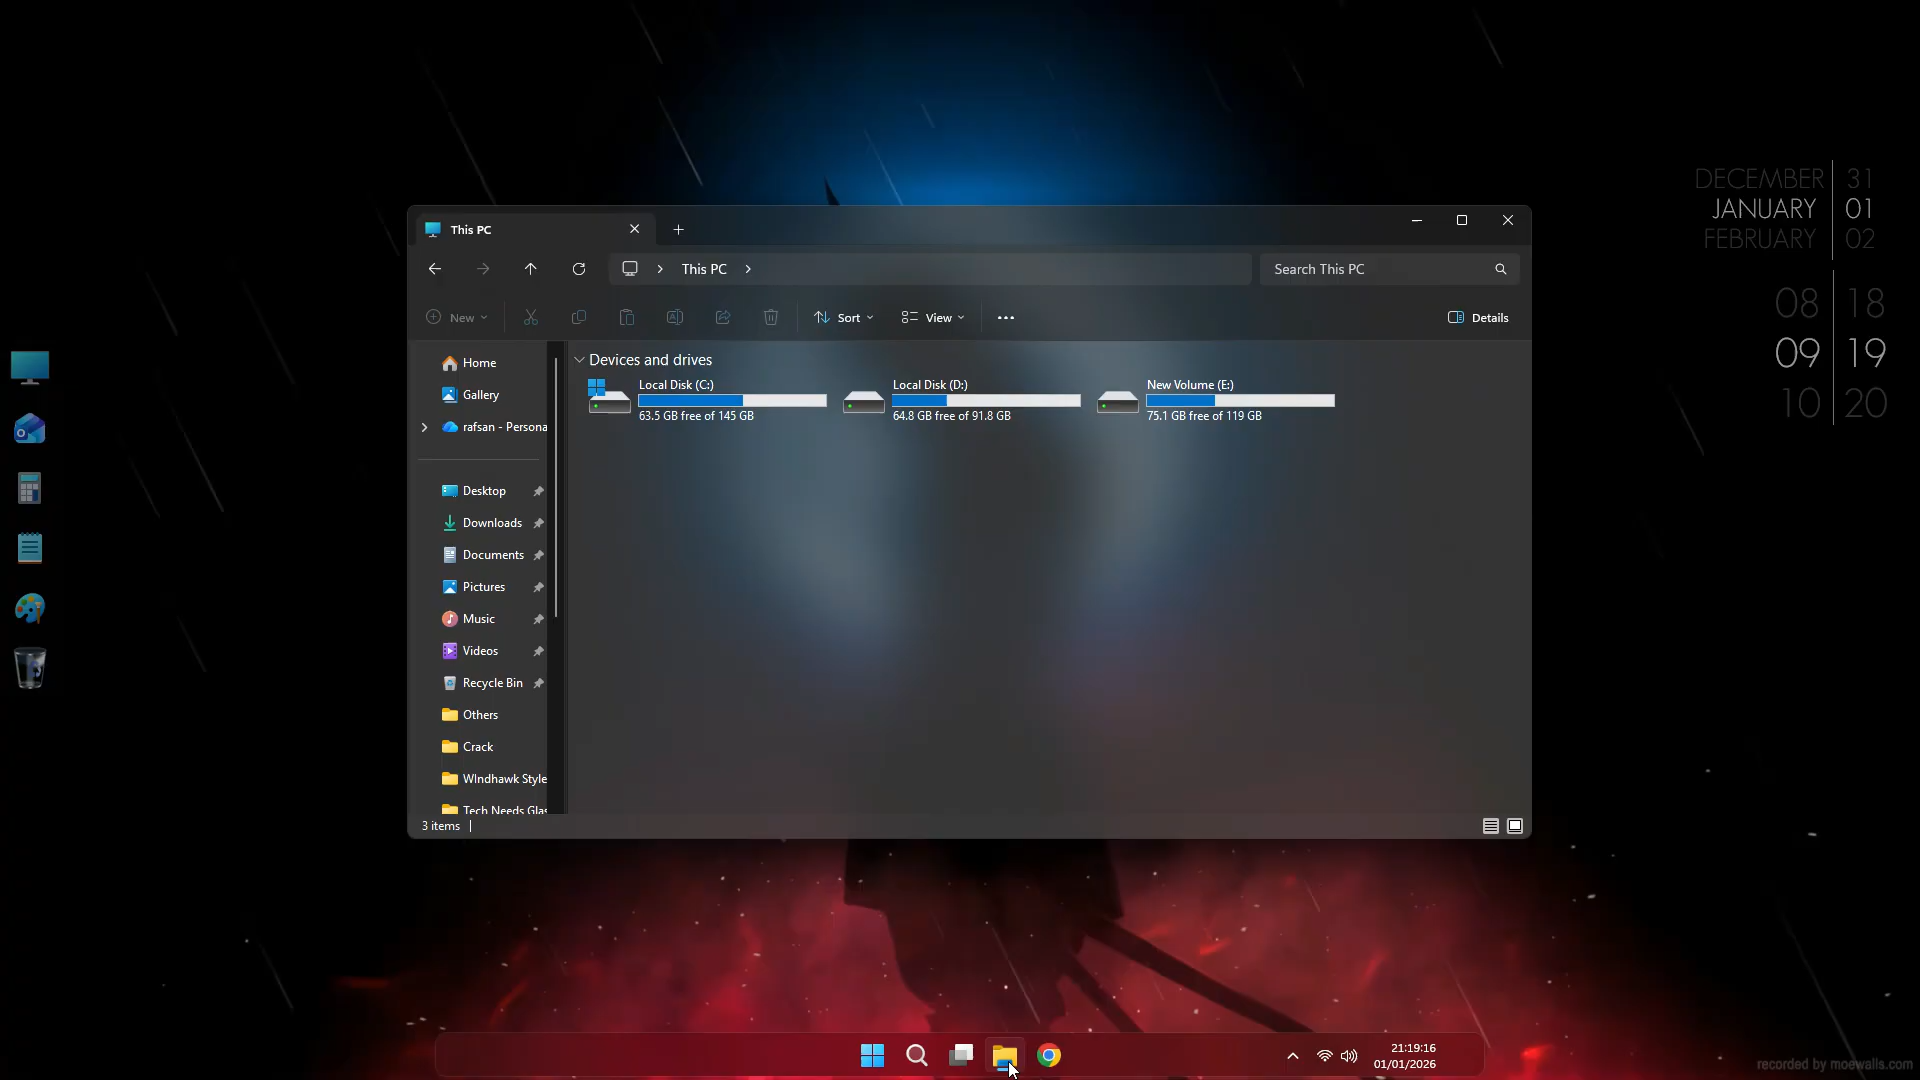 DECEMBER 31
JANUARY 01
FEBRUARY 02
08 18
09 19
10 20
This PC
This PC
Search This PC
New
Sort
View
Details
Home
Gallery
rafsan - Persona
Desktop
Downloads
Documents
Pictures
Music
Videos
Recycle Bin
Others
Crack
WIndhawk Style
Tech Needs Glas
Devices and drives
Local Disk (C:)
63.5 GB free of 145 GB
Local Disk (D:)
64.8 GB free of 91.8 GB
New Volume (E:)
75.1 GB free of 119 GB
3 items
21:19:16
01/01/2026
recorded by moewalls.com